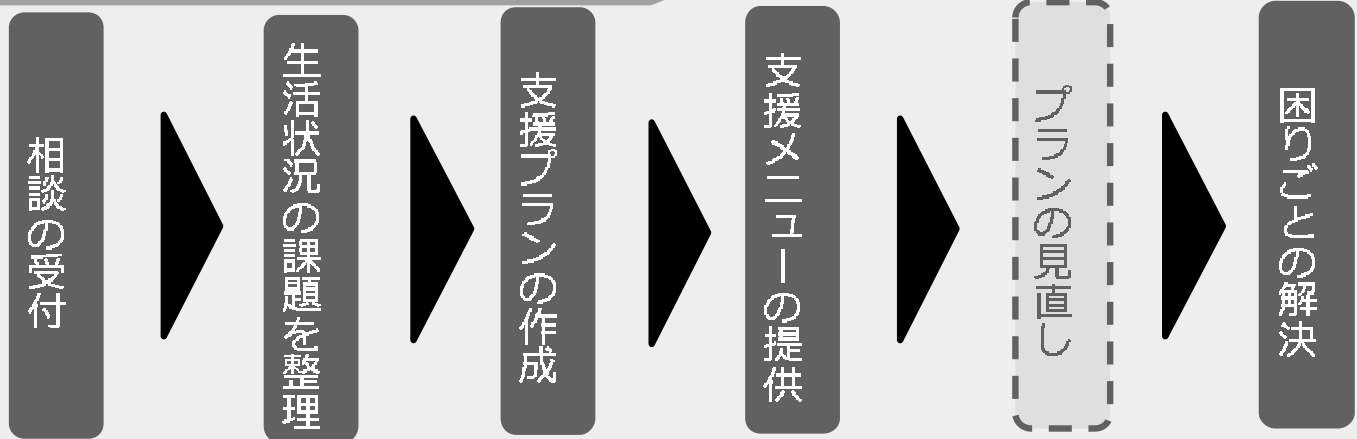 相談の受付
生活状況の課題を整理
支援プランの作成
支援メニューの提供
プランの見直し
困りごとの解決